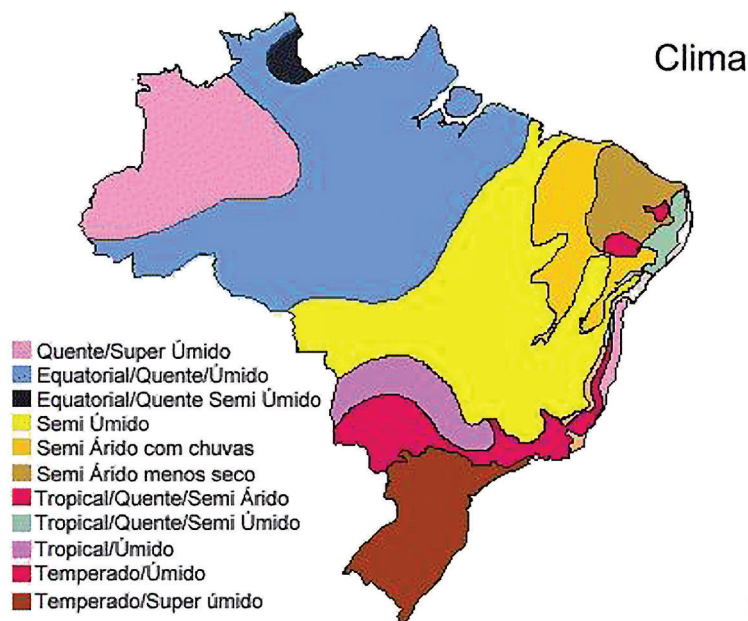 Clima
Quente/Super Úmido
Equatorial/Quente/Úmido
Equatorial/Quente Semi Úmido
Semi Úmido
Semi Árido com chuvas
Semi Árido menos seco
Tropical/Quente/Semi Árido
Tropical/Quente/Semi Úmido
Tropical/Úmido
Temperado/Úmido
Temperado/Super úmido